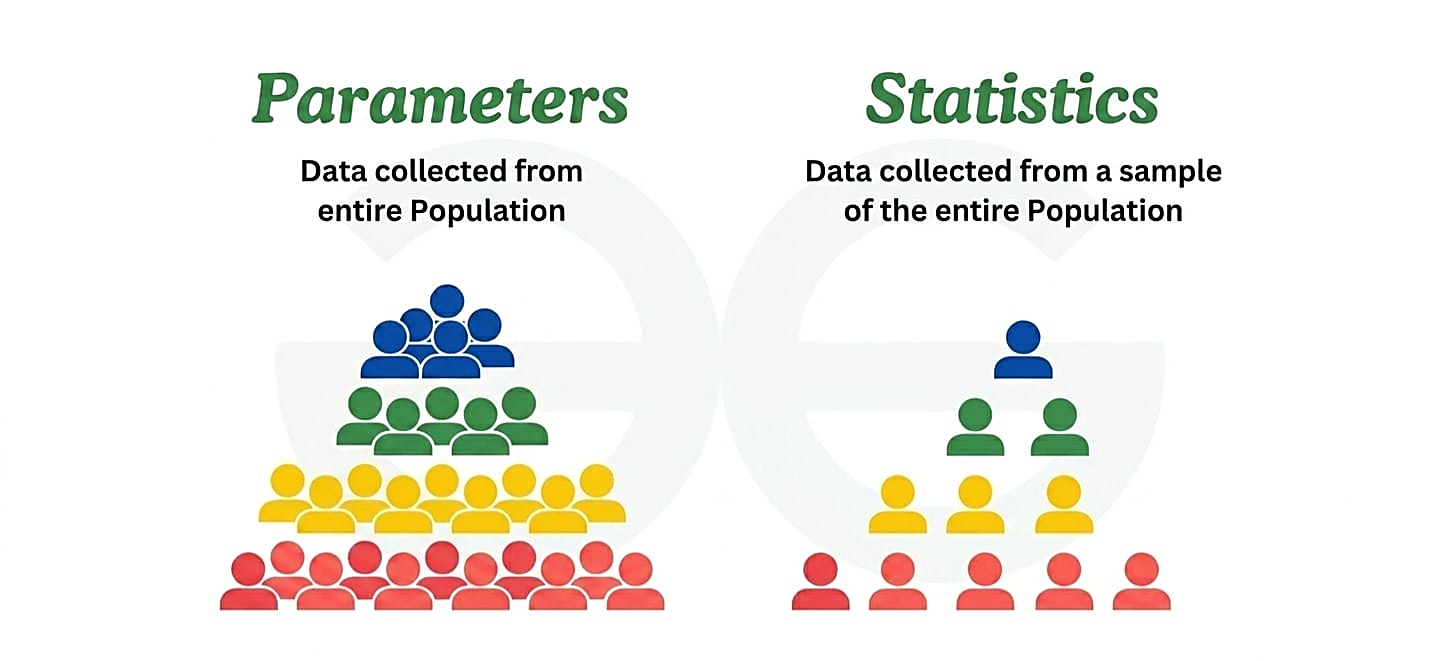 Parameters
Data collected from
entire Population
Statistics
Data collected from a sample
of the entire Population